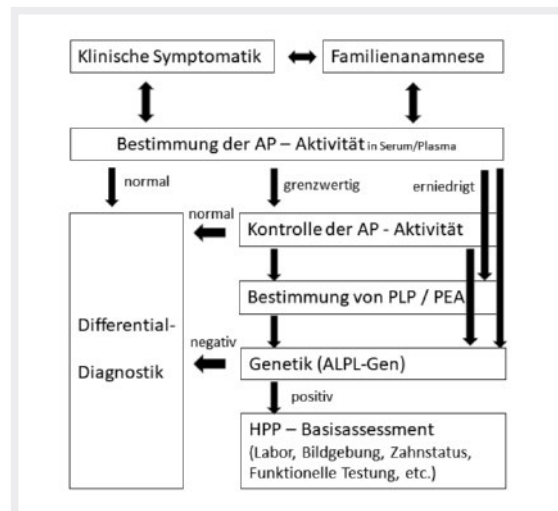 Klinische Symptomatik
Familienanamnese
Bestimmung der AP – Aktivität in Serum/Plasma
normal
grenzwertig
erniedrigt
normal
Kontrolle der AP - Aktivität
Bestimmung von PLP / PEA
Differential-
Diagnostik
negativ
Genetik (ALPL-Gen)
positiv
HPP – Basisassessment
(Labor, Bildgebung, Zahnstatus,
Funktionelle Testung, etc.)